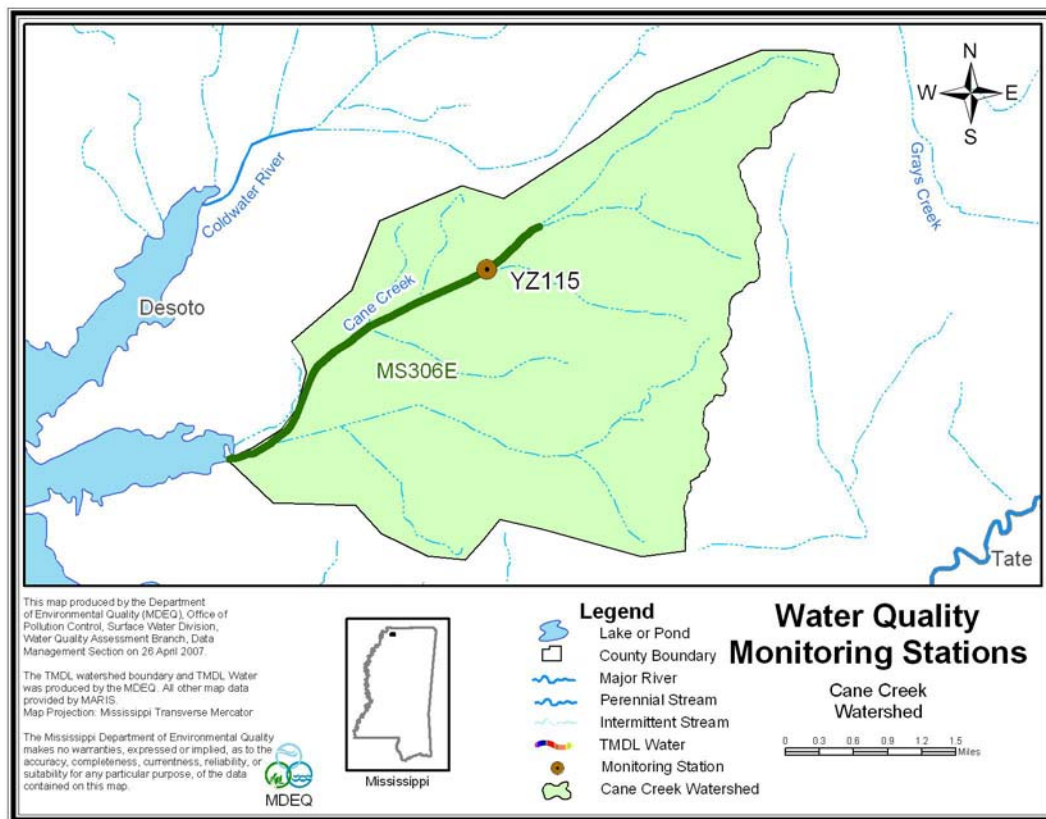 N
W E
S
Grays Creek
Coldwater River
Desoto
YZ115
Cane Creek
MS306E
Tate
This map produced by the Department
of Environmental Quality (MDEQ), Office of
Pollution Control, Surface Water Division,
Water Quality Assessment Branch, Data
Management Section on 26 April 2007.
The TMDL watershed boundary and TMDL Water
was produced by the MDEQ. All other map data
provided by MARIS.
Map Projection: Mississippi Transverse Mercator
The Mississippi Department of Environmental Quality
makes no warranties, expressed or implied, as to the
accuracy, completeness, currentness, reliability, or
suitability for any particular purpose, of the data
contained on this map.
MDEQ
Mississippi
Legend
Lake or Pond
County Boundary
Major River
Perennial Stream
Intermittent Stream
TMDL Water
Monitoring Station
Cane Creek Watershed
Water Quality
Monitoring Stations
Cane Creek
Watershed
0 0.3 0.6 0.9 1.2 1.5
Miles